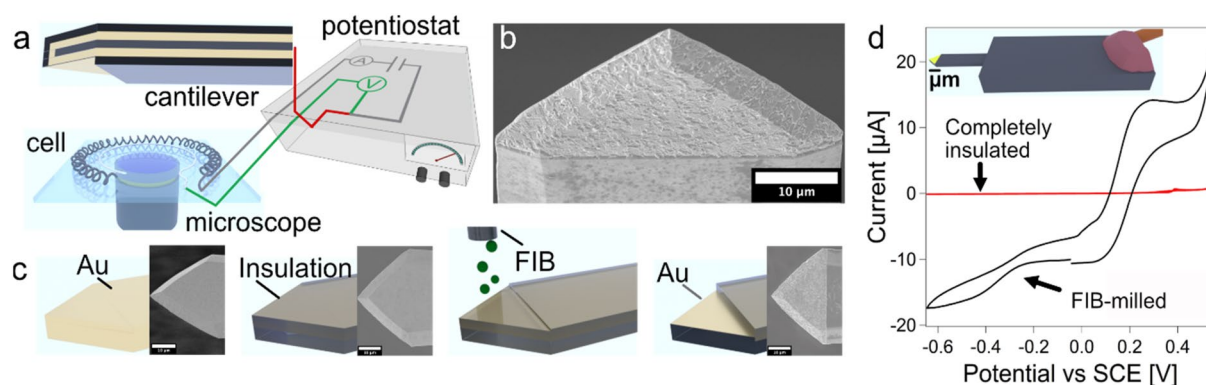 a
potentiostat
A
V
cantilever
cell
microscope
b
10 µm
c
Au
Insulation
FIB
Au
d
20
10
0
-10
-20
Current [µA]
µm
Completely
insulated
FIB-milled
-0.6
-0.4
-0.2
0.0
0.2
0.4
Potential vs SCE [V]